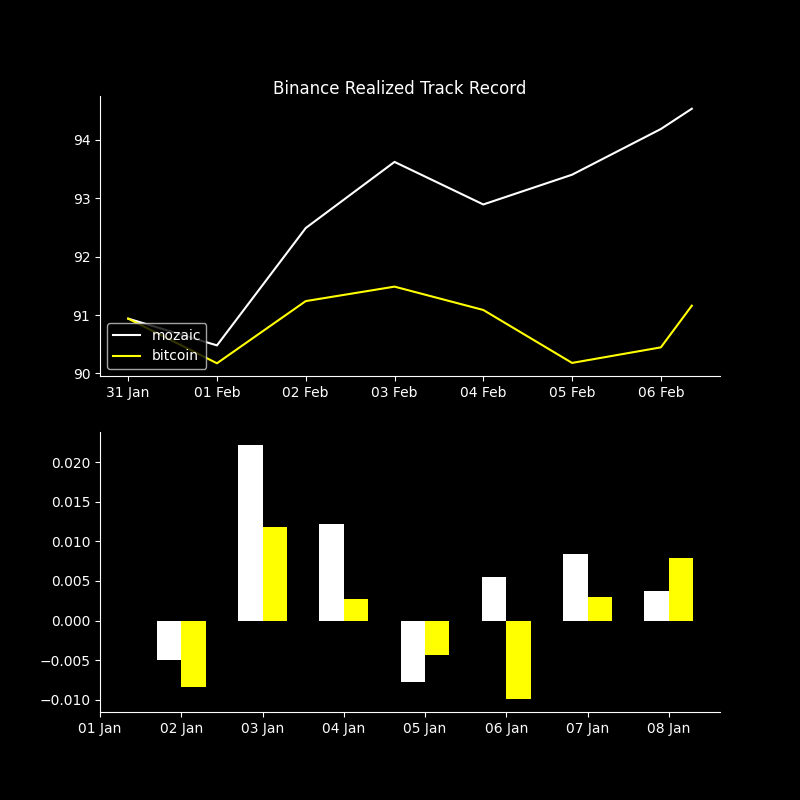 Binance Realized Track Record
94
93
92
91
90
mozaic
bitcoin
31 Jan 01 Feb 02 Feb 03 Feb 04 Feb 05 Feb 06 Feb
0.020
0.015
0.010
0.005
0.000
−0.005
−0.010
01 Jan 02 Jan 03 Jan 04 Jan 05 Jan 06 Jan 07 Jan 08 Jan